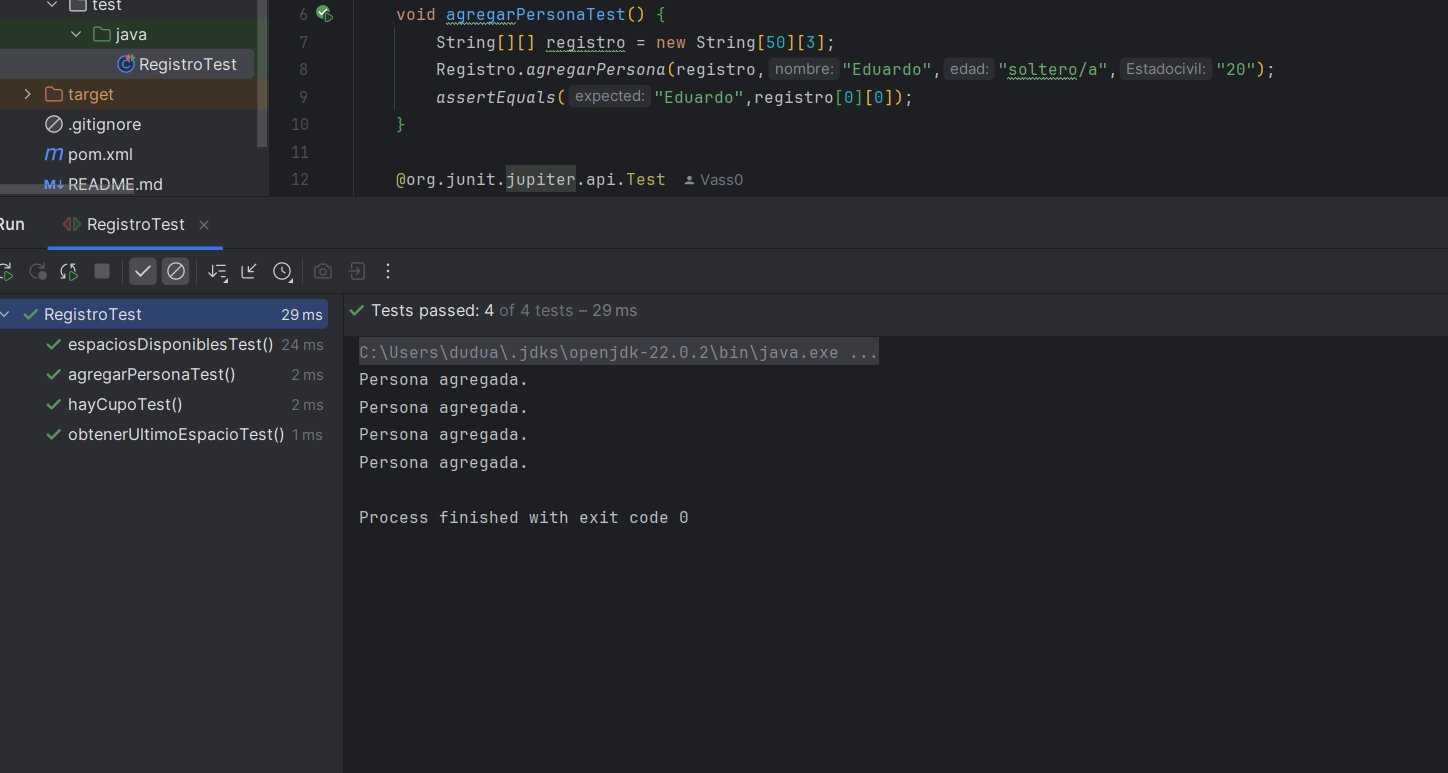 test
java
RegistroTest
target
.gitignore
m pom.xml
M↓ README.md
6 void agregarPersonaTest() {
7 String[][] registro = new String[50][3];
8 Registro.agregarPersona(registro, nombre: "Eduardo", edad: "soltero/a", Estadocivil: "20");
9 assertEquals( expected: "Eduardo",registro[0][0]);
10 }
11
12 @org.junit.jupiter.api.Test Vass0
Run RegistroTest
RegistroTest 29 ms
espaciosDisponiblesTest() 24 ms
agregarPersonaTest() 2 ms
hayCupoTest() 2 ms
obtenerUltimoEspacioTest() 1 ms
Tests passed: 4 of 4 tests – 29 ms
C:\Users\dudua\.jdks\openjdk-22.0.2\bin\java.exe ...
Persona agregada.
Persona agregada.
Persona agregada.
Persona agregada.
Process finished with exit code 0